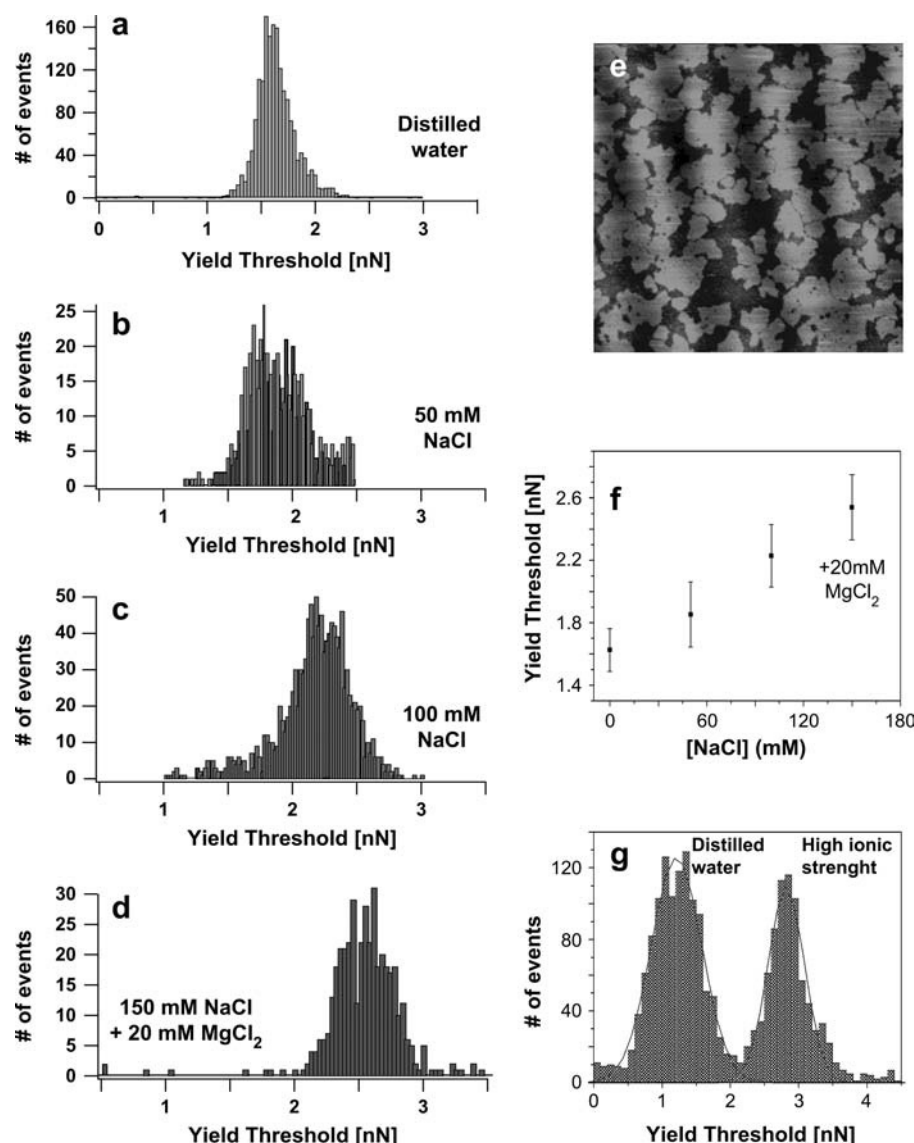 a
160
120
80
40
0
# of events
Distilled
water
0 1 2 3
Yield Threshold [nN]
b
25
20
15
10
5
0
# of events
50 mM
NaCl
1 2 3
Yield Threshold [nN]
c
50
40
30
20
10
0
# of events
100 mM
NaCl
1 2 3
Yield Threshold [nN]
d
30
20
10
0
# of events
150 mM NaCl
+ 20 mM MgCl2
1 2 3
Yield Threshold [nN]
e
f
2.6
2.2
1.8
1.4
Yield Threshold [nN]
+20mM
MgCl2
0 60 120 180
[NaCl] (mM)
g
Distilled
water
High ionic
strenght
120
80
40
0
# of events
0 1 2 3 4
Yield Threshold [nN]